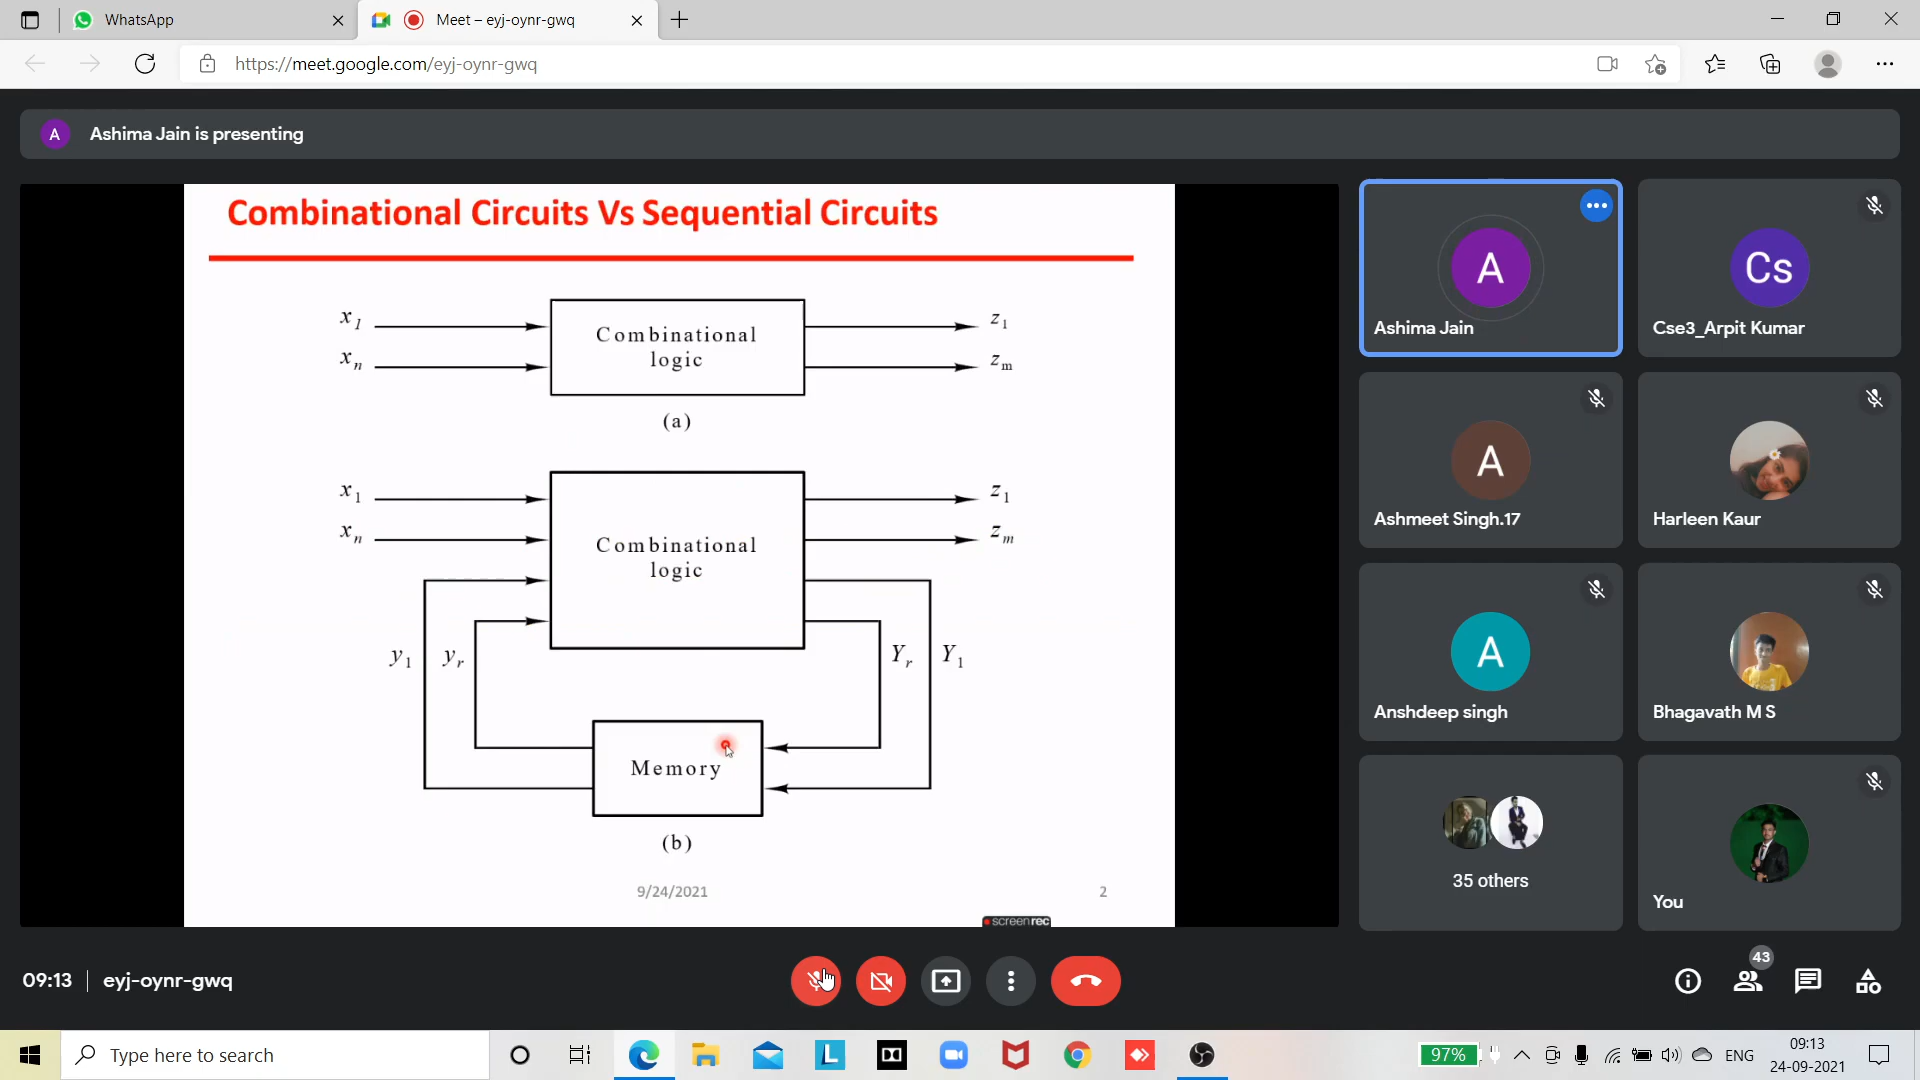 WhatsApp
Meet – eyj-oynr-gwq
https://meet.google.com/eyj-oynr-gwq
A
Ashima Jain is presenting
Combinational Circuits Vs Sequential Circuits
x1
xn
Combinational
logic
z1
zm
(a)
x1
xn
Combinational
logic
z1
zm
y1
yr
Yr
Y1
Memory
(b)
9/24/2021
2
screenrec
A
Ashima Jain
Cs
Cse3_Arpit Kumar
A
Ashmeet Singh.17
Harleen Kaur
A
Anshdeep singh
Bhagavath M S
35 others
You
09:13
eyj-oynr-gwq
43
Type here to search
L
97%
ENG
09:13
24-09-2021